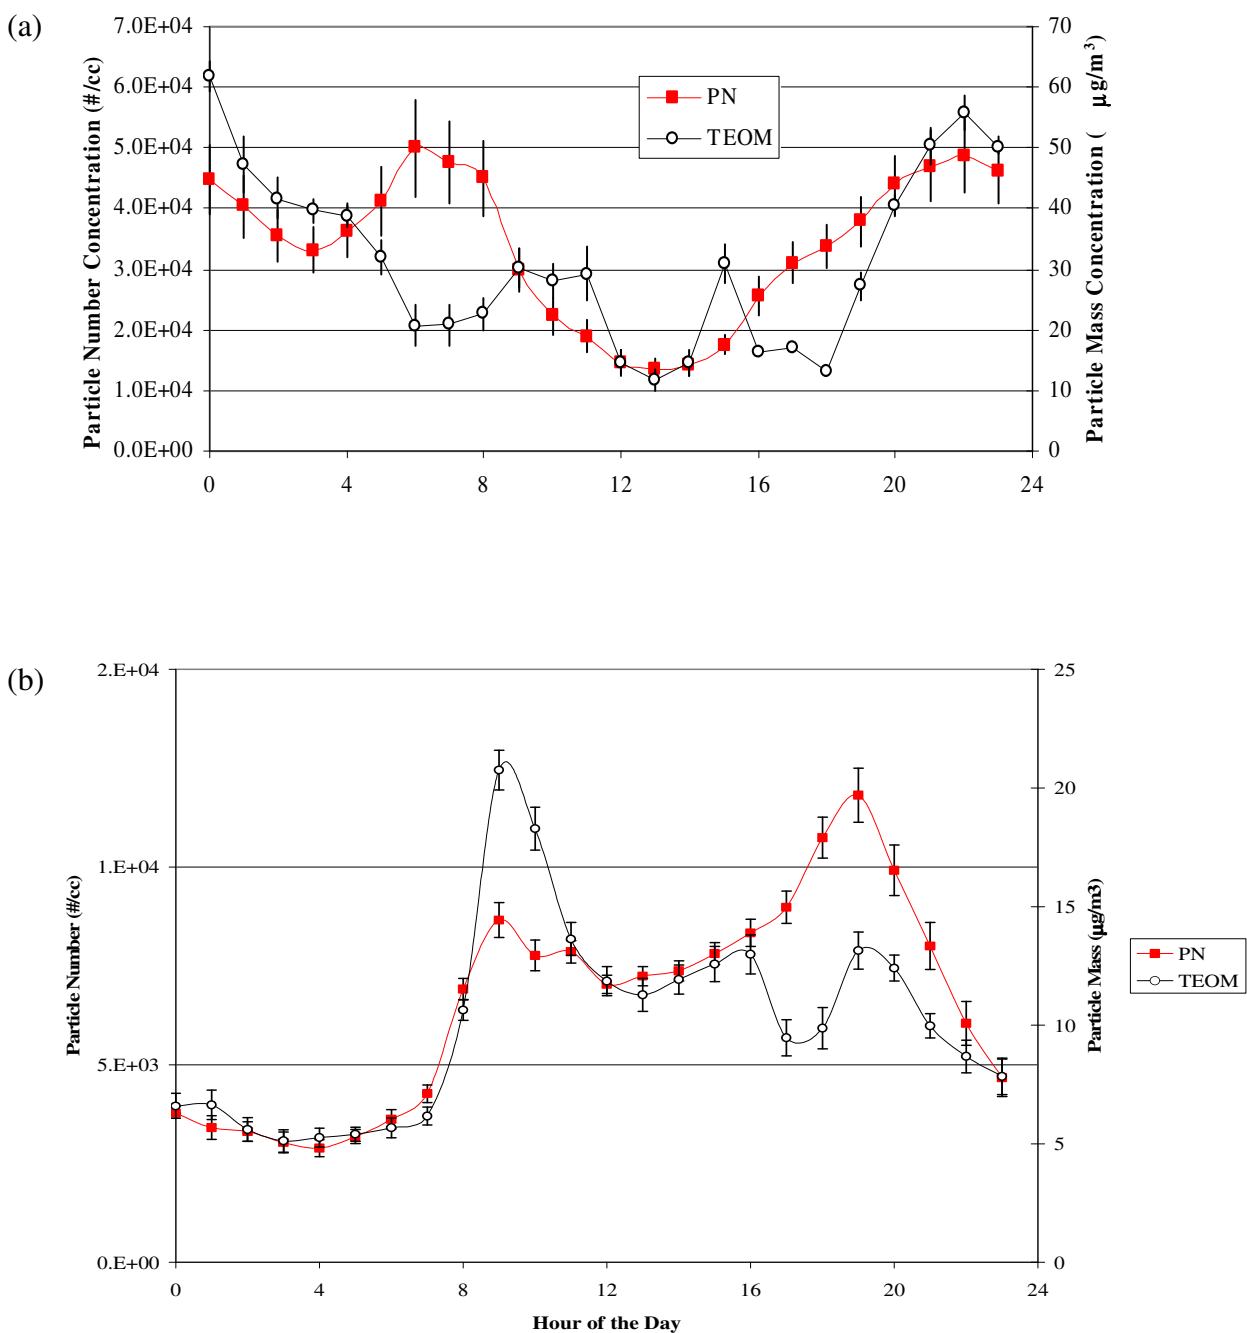 (a)
7.0E+04
6.0E+04
5.0E+04
4.0E+04
3.0E+04
2.0E+04
1.0E+04
0.0E+00
Particle Number Concentration (#/cc)
PN
TEOM
70
60
50
40
30
20
10
0
Particle Mass Concentration ( μg/m³)
0 4 8 12 16 20 24
(b)
2.E+04
1.E+04
5.E+03
0.E+00
Particle Number (#/cc)
25
20
15
10
5
0
Particle Mass (μg/m3)
PN
TEOM
0 4 8 12 16 20 24
Hour of the Day